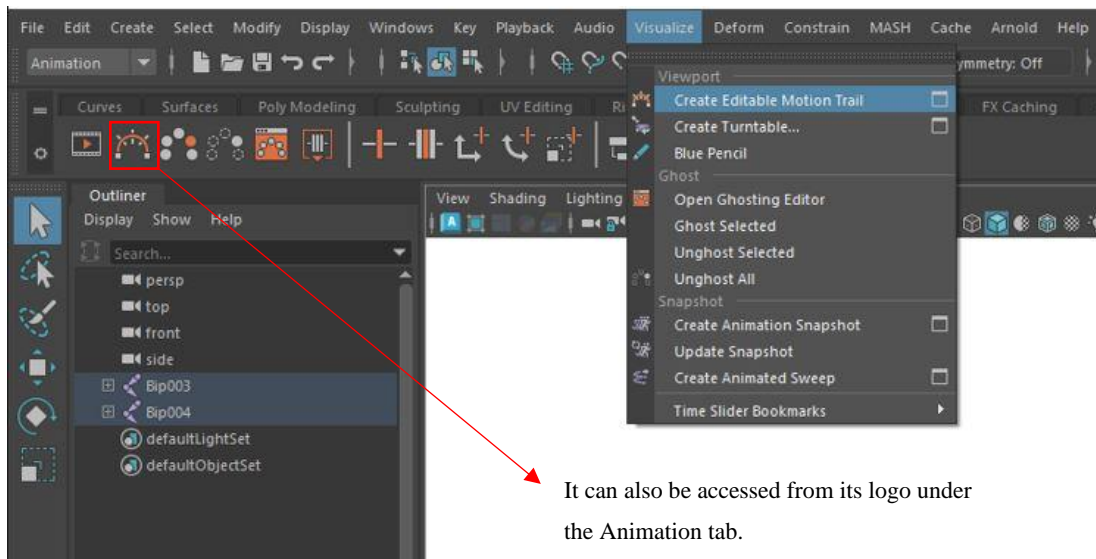 File Edit Create Select Modify Display Windows Key Playback Audio Visualize Deform Constrain MASH Cache Arnold Help
Animation
ymmetry: Off
Viewport
Curves Surfaces Poly Modeling Sculpting UV Editing Ri
Create Editable Motion Trail
FX Caching
Create Turntable...
Blue Pencil
Ghost
Outliner
View Shading Lighting
Open Ghosting Editor
Display Show Help
Ghost Selected
Search...
Unghost Selected
persp
Unghost All
top
Snapshot
front
Create Animation Snapshot
side
Update Snapshot
Bip003
Create Animated Sweep
Bip004
Time Slider Bookmarks
defaultLightSet
defaultObjectSet
It can also be accessed from its logo under
the Animation tab.